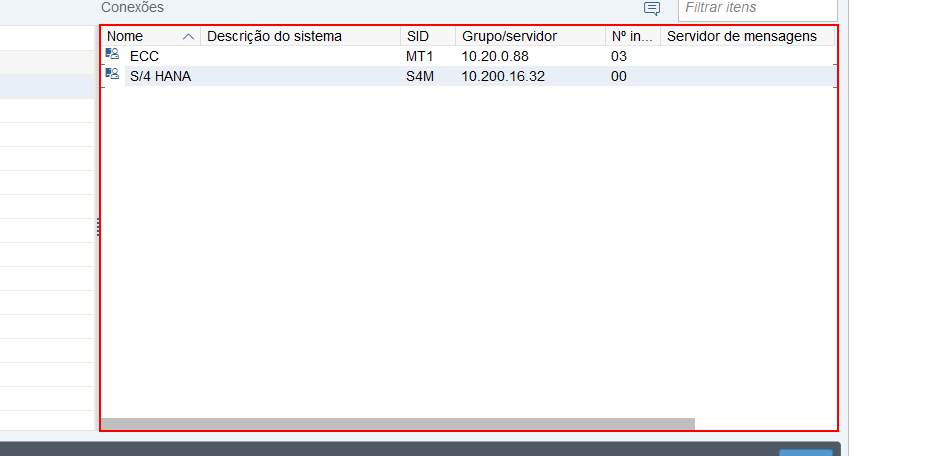 Conexões
Filtrar itens
Nome Descrição do sistema SID Grupo/servidor Nº in... Servidor de mensagens
ECC MT1 10.20.0.88 03
S/4 HANA S4M 10.200.16.32 00